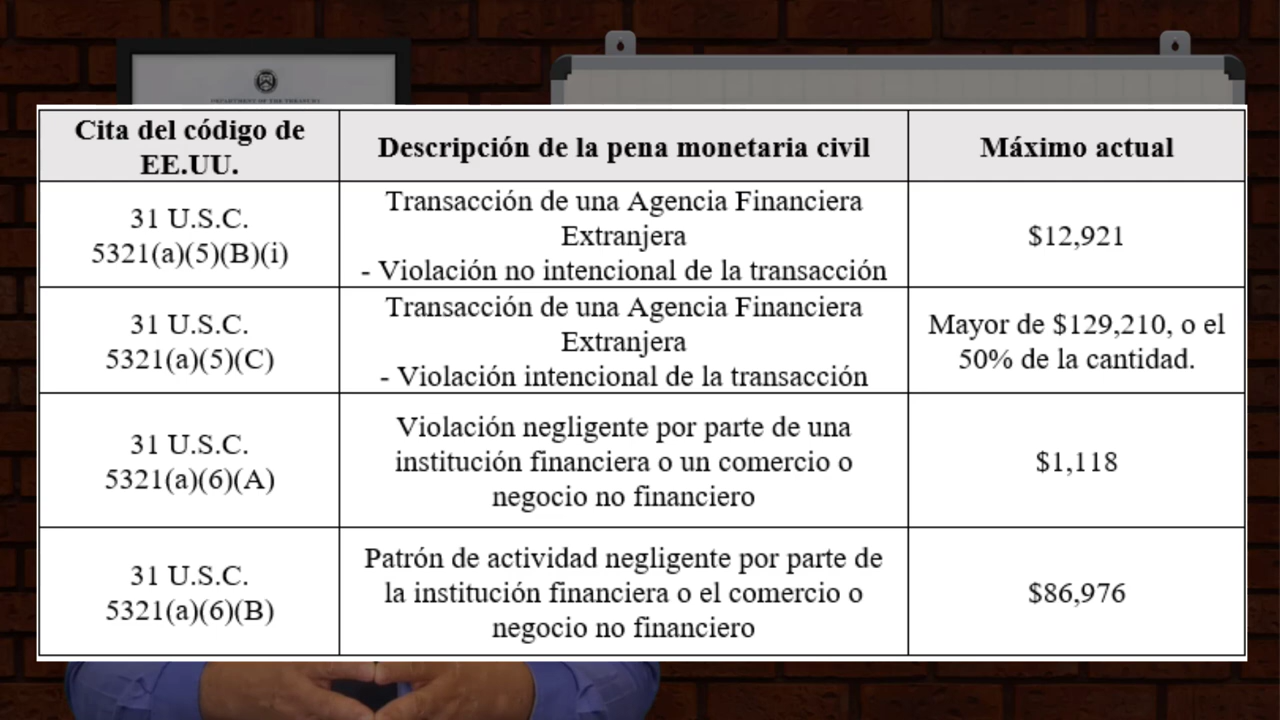 DEPARTMENT OF THE TREASURY
Cita del código de
EE.UU.
Descripción de la pena monetaria civil
Máximo actual
31 U.S.C.
5321(a)(5)(B)(i)
Transacción de una Agencia Financiera
Extranjera
- Violación no intencional de la transacción
$12,921
31 U.S.C.
5321(a)(5)(C)
Transacción de una Agencia Financiera
Extranjera
- Violación intencional de la transacción
Mayor de $129,210, o el
50% de la cantidad.
31 U.S.C.
5321(a)(6)(A)
Violación negligente por parte de una
institución financiera o un comercio o
negocio no financiero
$1,118
31 U.S.C.
5321(a)(6)(B)
Patrón de actividad negligente por parte de
la institución financiera o el comercio o
negocio no financiero
$86,976